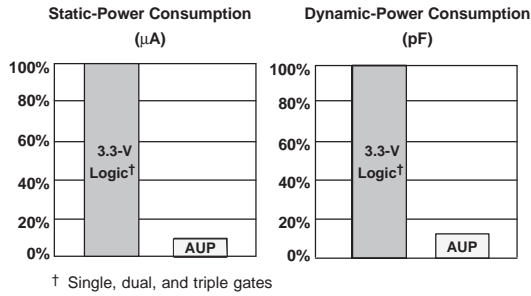 Static-Power Consumption
(μA)
100%
80%
60%
40%
20%
0%
3.3-V
Logic†
AUP
Dynamic-Power Consumption
(pF)
100%
80%
60%
40%
20%
0%
3.3-V
Logic†
AUP
† Single, dual, and triple gates